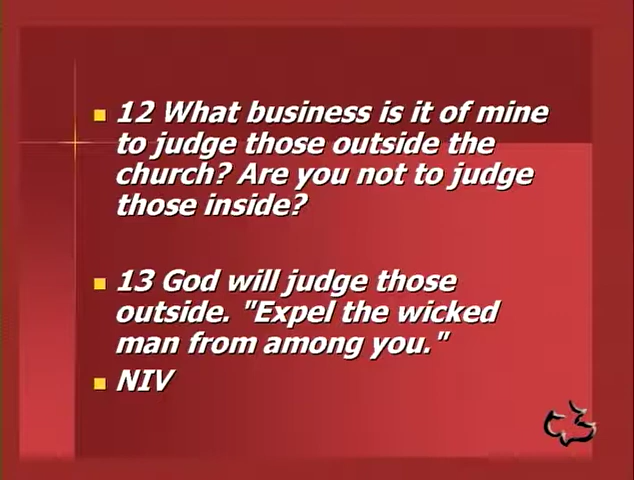 12 What business is it of mine
to judge those outside the
church? Are you not to judge
those inside?
13 God will judge those
outside. "Expel the wicked
man from among you."
NIV